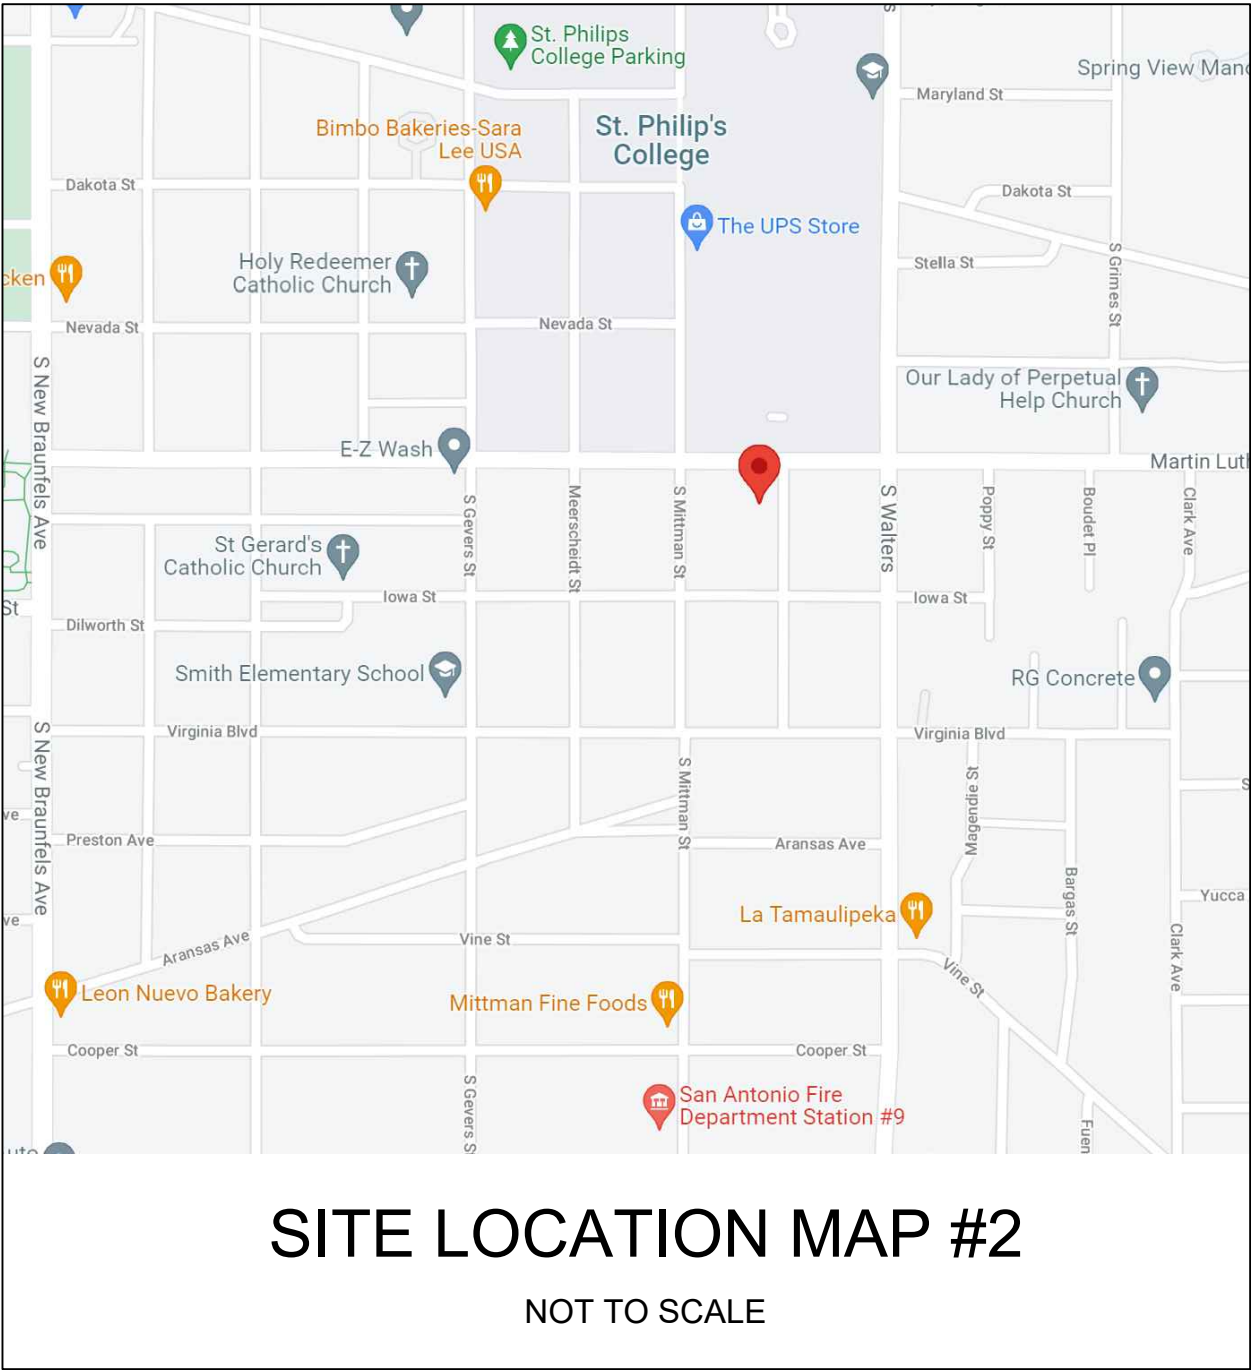 St. Philips
College Parking
Spring View Mano
Maryland St
Bimbo Bakeries-Sara
Lee USA
St. Philip's
College
Dakota St
Dakota St
The UPS Store
Holy Redeemer
Catholic Church
Stella St
S Grimes St
cken
Nevada St
Nevada St
S New Braunfels Ave
Our Lady of Perpetual
Help Church
E-Z Wash
Martin Luth
S Gevers St
Meerscheidt St
S Mittman St
S Walters
Poppy St
Boudet Pl
Clark Ave
St Gerard's
Catholic Church
Iowa St
Iowa St
St
Dilworth St
Smith Elementary School
RG Concrete
Virginia Blvd
Virginia Blvd
S New Braunfels Ave
S Mittman St
Magendie St
S
ve
Preston Ave
Aransas Ave
Bargas St
Yucca
La Tamaulipeka
ve
Aransas Ave
Vine St
Clark Ave
Vine St
Leon Nuevo Bakery
Mittman Fine Foods
Cooper St
Cooper St
S Gevers S
San Antonio Fire
Department Station #9
Fuen
uto
SITE LOCATION MAP #2
NOT TO SCALE